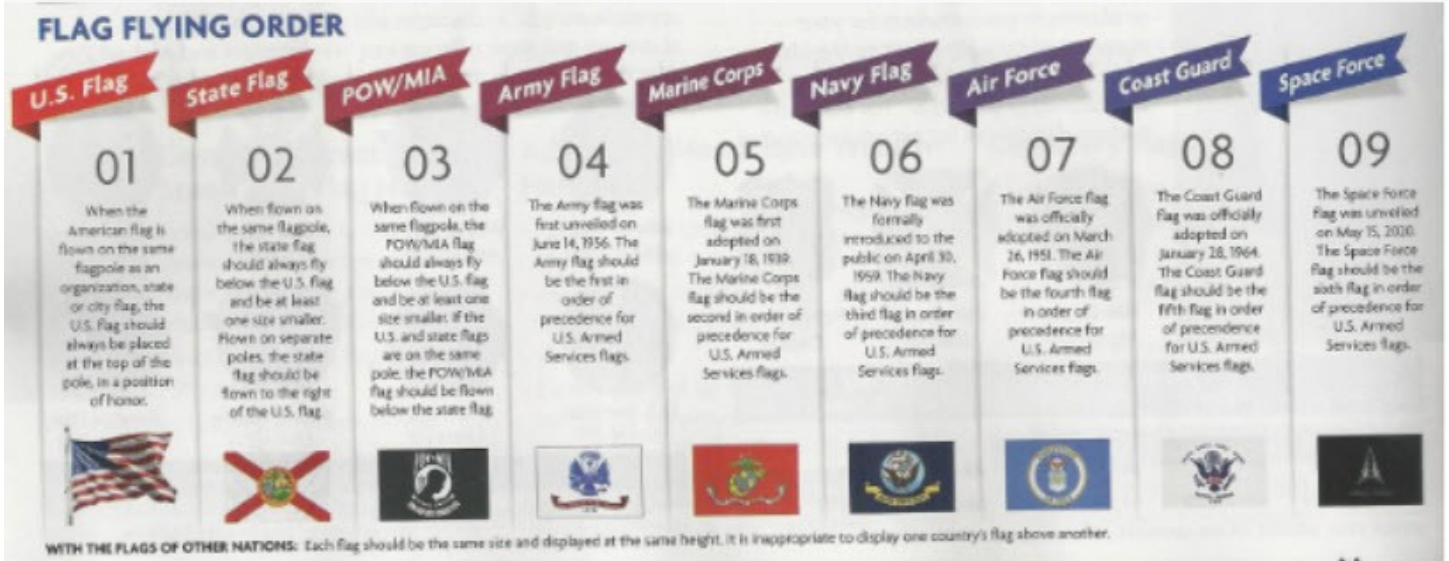 FLAG FLYING ORDER
U.S. Flag
State Flag
POW/MIA
Army Flag
Marine Corps
Navy Flag
Air Force
Coast Guard
Space Force
01
When the
American flag is
flown on the same
flagpole as an
organization, state
or city flag, the
U.S. flag should
always be placed
at the top of the
pole, in a position
of honor.
02
When flown on
the same flagpole,
the state flag
should always fly
below the U.S. flag
and be at least
one size smaller.
Flown on separate
poles, the state
flag should be
flown to the right
of the U.S. flag
03
When flown on the
same flagpole, the
POW/MIA flag
should always fly
below the U.S. flag
and be at least one
size smaller. If the
U.S. and state flags
are on the same
pole, the POW/MIA
flag should be flown
below the state flag
04
The Army flag was
first unveiled on
June 14, 1956. The
Army flag should
be the first in
order of
precedence for
U.S. Armed
Services flags.
05
The Marine Corps
flag was first
adopted on
January 18, 1939.
The Marine Corps
flag should be the
second in order of
precedence for
U.S. Armed
Services flags.
06
The Navy flag was
formally
introduced to the
public on April 30,
1959. The Navy
flag should be the
third flag in order
of precedence for
U.S. Armed
Services flags.
07
The Air Force flag
was officially
adopted on March
26, 1951. The Air
Force flag should
be the fourth flag
in order of
precedence for
U.S. Armed
Services flags.
08
The Coast Guard
flag was officially
adopted on
January 28, 1964.
The Coast Guard
flag should be the
fifth flag in order
of precendence
for U.S. Armed
Services flags.
09
The Space Force
flag was unveiled
on May 15, 2020.
The Space Force
flag should be the
sixth flag in order
of precedence for
U.S. Armed
Services flags.
POW★MIA
WITH THE FLAGS OF OTHER NATIONS: Each flag should be the same size and displayed at the same height. It is inappropriate to display one country's flag above another.